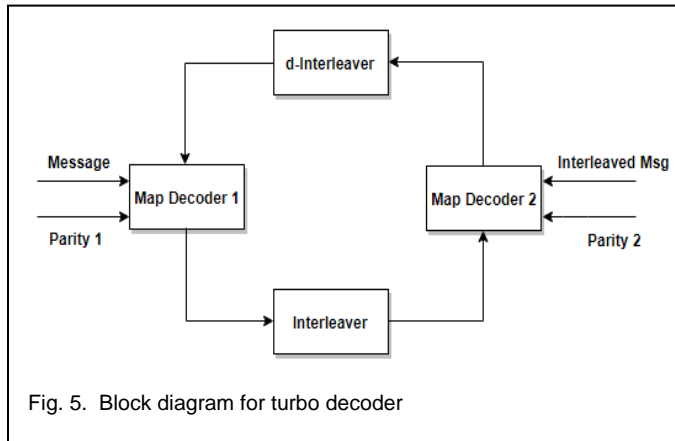 d-Interleaver
Message
Map Decoder 1
Parity 1
Interleaved Msg
Map Decoder 2
Parity 2
Interleaver
Fig. 5. Block diagram for turbo decoder